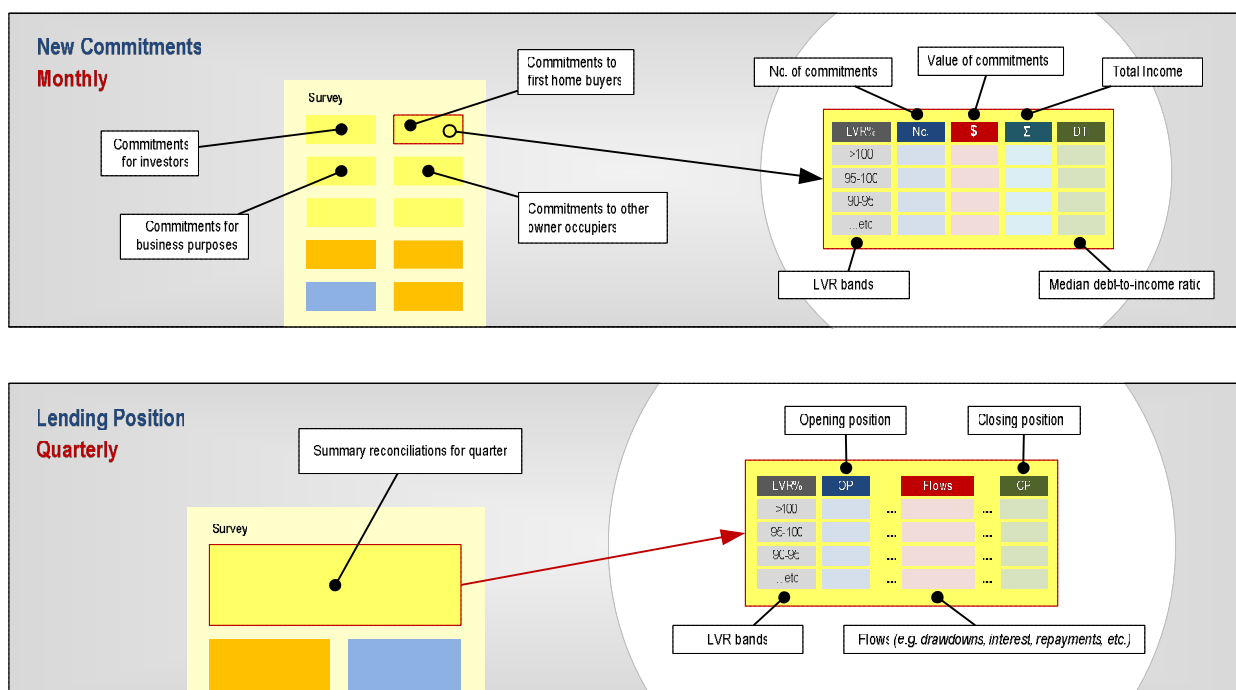 New Commitments
Monthly
Survey
Commitments
for investors
Commitments for
business purposes
Commitments to
first home buyers
Commitments to other
owner occupiers
No. of commitments
Value of commitments
Total Income
LVR% No. $ Σ DT
>100
95-100
90-95
...etc
LVR bands
Median debt-to-income ratio
Lending Position
Quarterly
Summary reconciliations for quarter
Survey
Opening position
Closing position
LVR% OP Flows CP
>100 ... ...
95-100 ... ...
90-95 ... ...
...etc ... ...
LVR bands
Flows (e.g. drawdowns, interest, repayments, etc.)